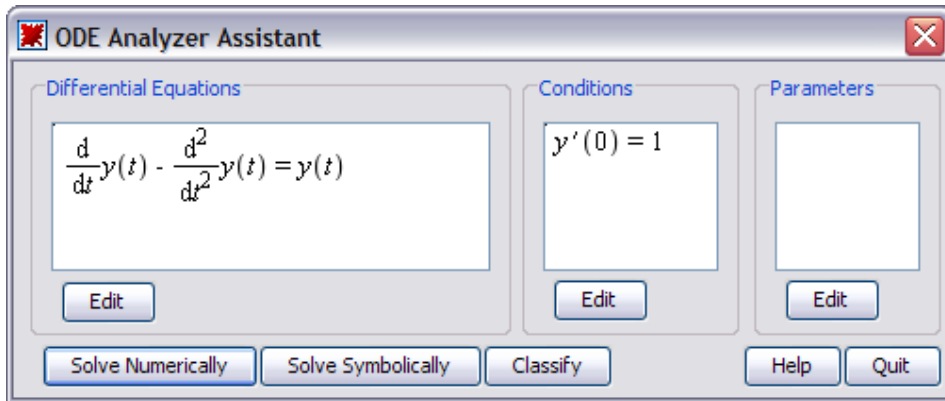 ODE Analyzer Assistant
Differential Equations
Conditions
Parameters
d/dt y(t) - d²/dt² y(t) = y(t)
y′(0) = 1
Edit
Edit
Edit
Solve Numerically
Solve Symbolically
Classify
Help
Quit